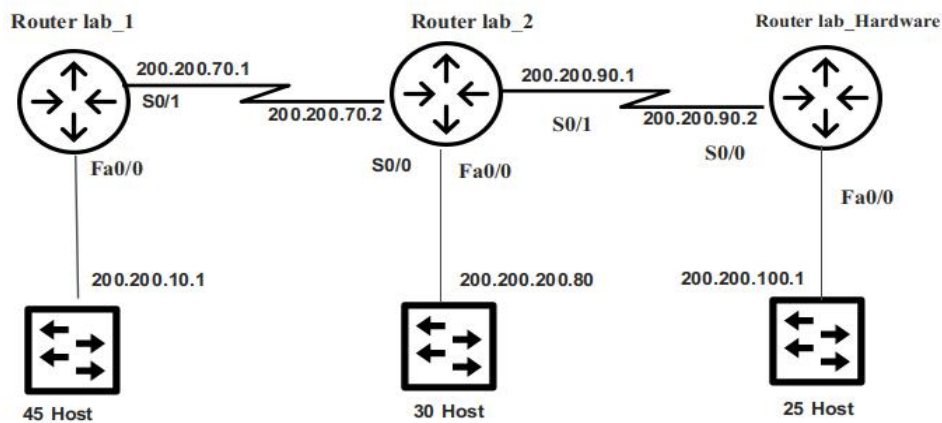 Router lab_1
Router lab_2
Router lab_Hardware
200.200.70.1
S0/1
200.200.70.2
200.200.90.1
S0/1
200.200.90.2
S0/0
S0/0
Fa0/0
Fa0/0
Fa0/0
200.200.10.1
200.200.200.80
200.200.100.1
45 Host
30 Host
25 Host